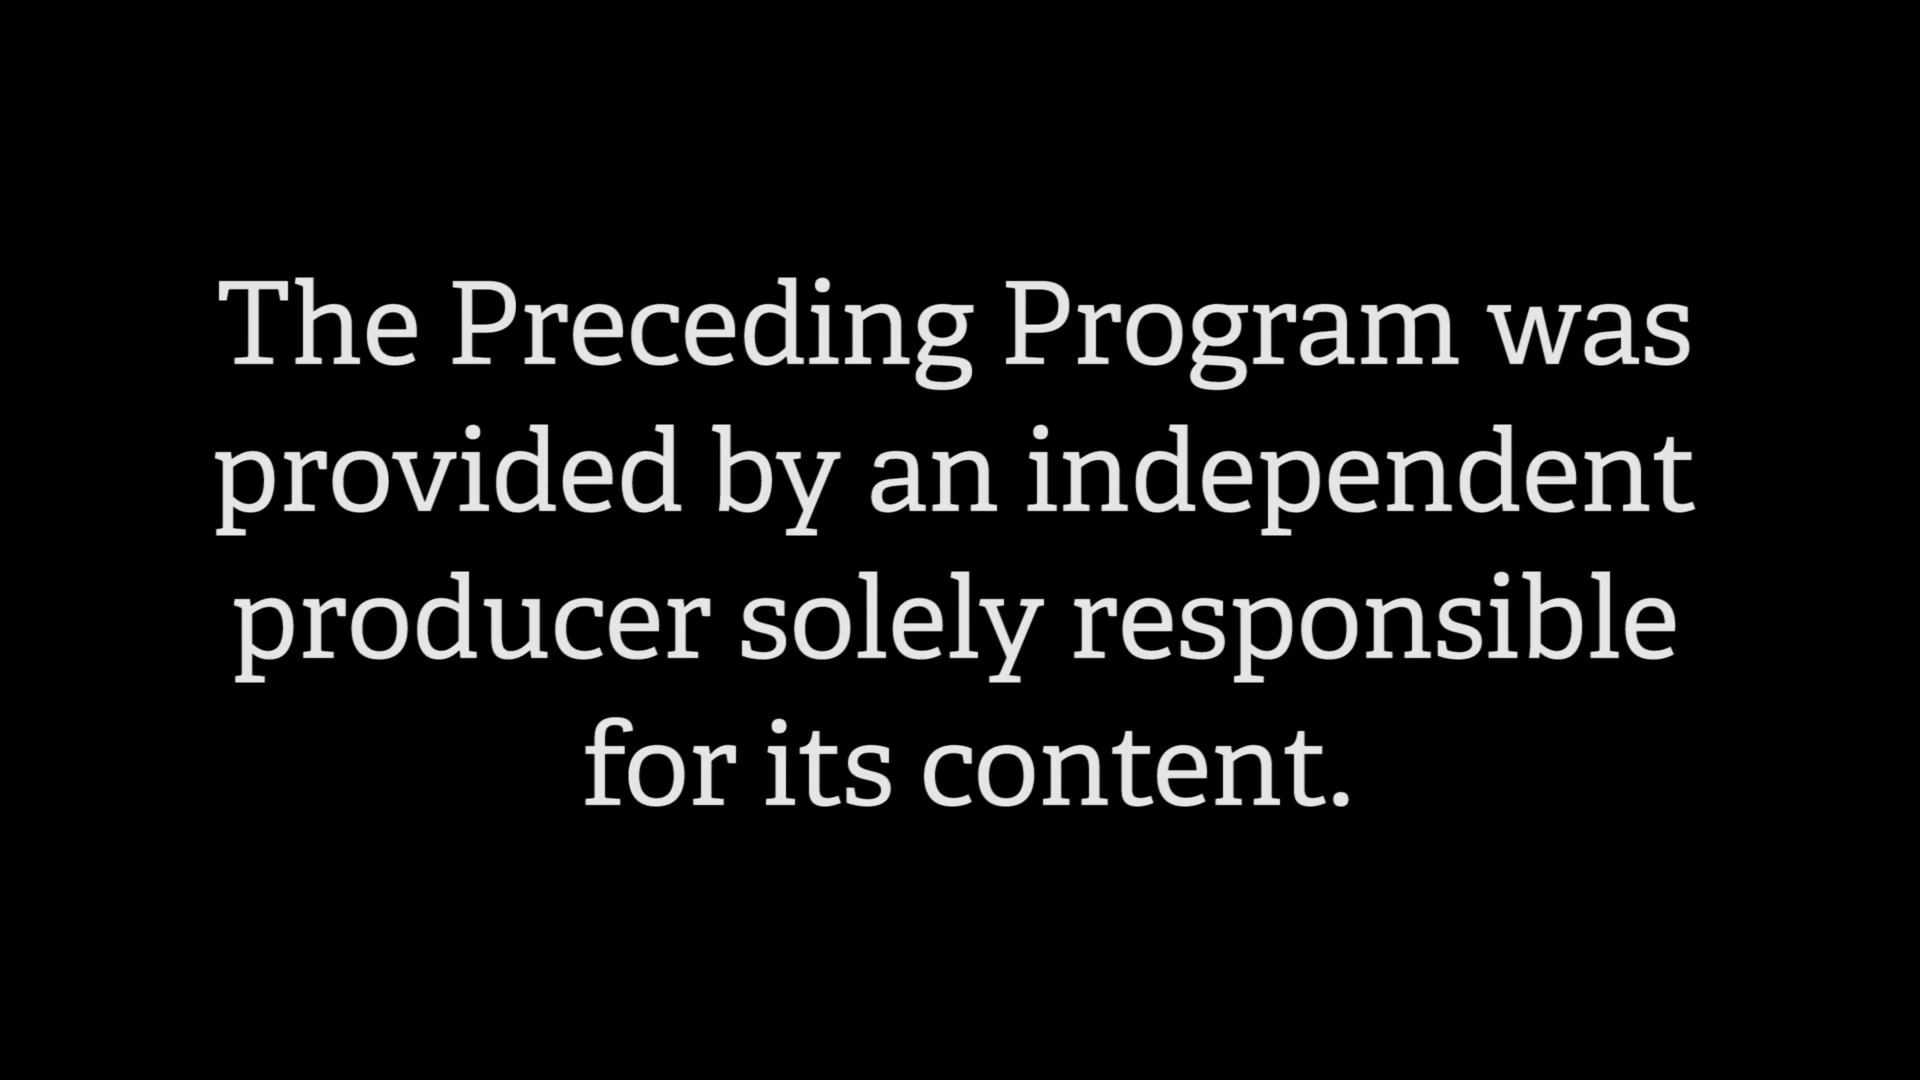 The Preceding Program was
provided by an independent
producer solely responsible
for its content.